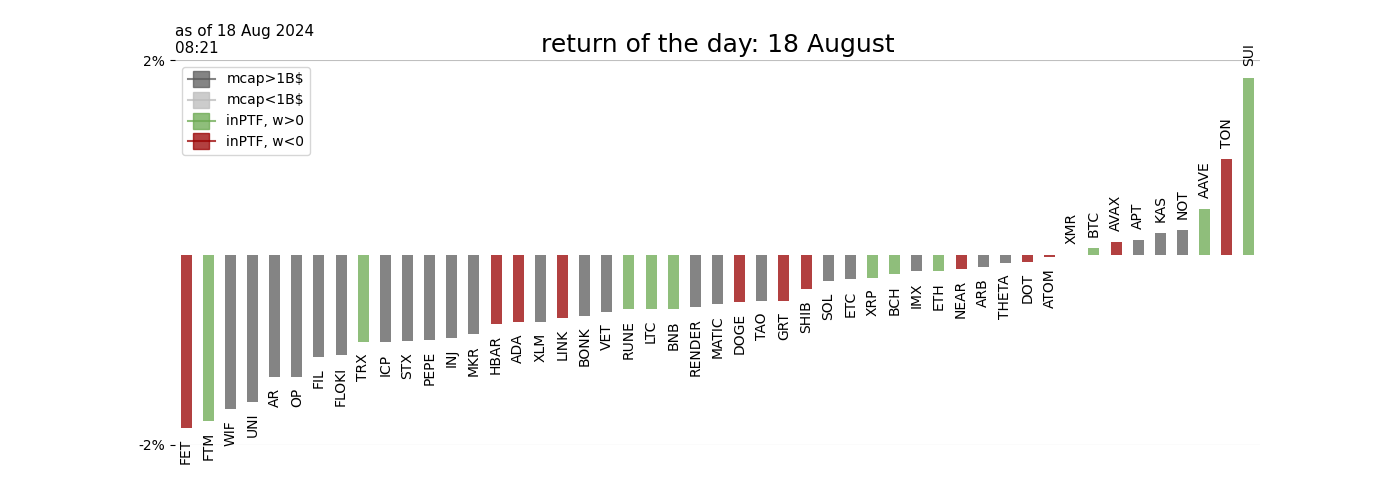 as of 18 Aug 2024
08:21
return of the day: 18 August
2%
mcap>1B$
mcap<1B$
inPTF, w>0
inPTF, w<0
-2%
FET
FTM
WIF
UNI
AR
OP
FIL
FLOKI
TRX
ICP
STX
PEPE
INJ
MKR
HBAR
ADA
XLM
LINK
BONK
VET
RUNE
LTC
BNB
RENDER
MATIC
DOGE
TAO
GRT
SHIB
SOL
ETC
XRP
BCH
IMX
ETH
NEAR
ARB
THETA
DOT
ATOM
XMR
BTC
AVAX
APT
KAS
NOT
AAVE
TON
SUI